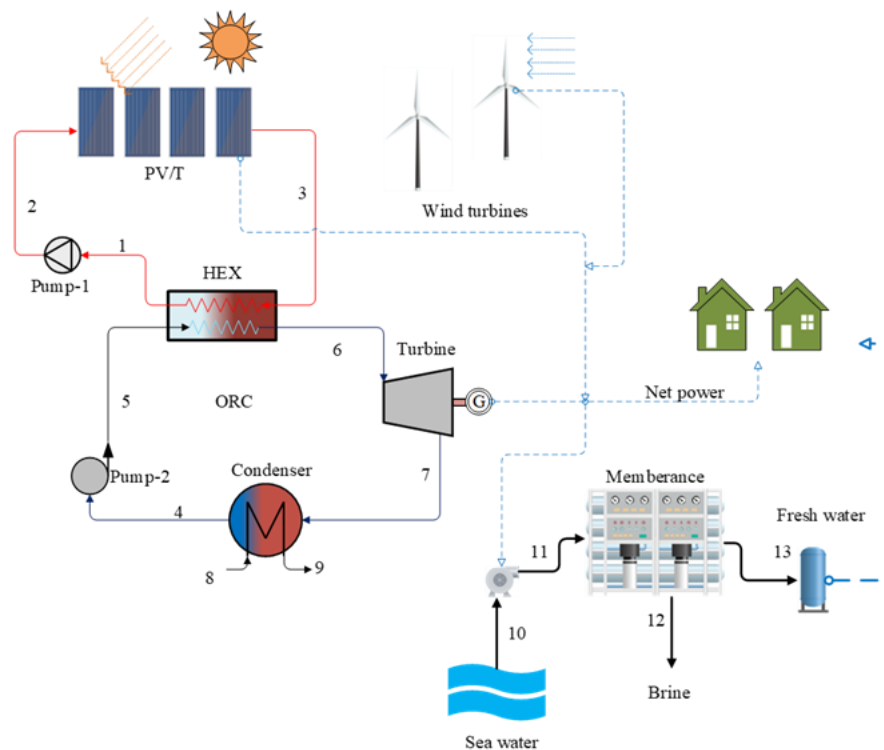 PV/T
3
2
Wind turbines
1
HEX
Pump-1
6
Turbine
5
ORC
G
Net power
Pump-2
Condenser
7
Memberance
4
11
Fresh water
13
8
9
10
12
Brine
Sea water